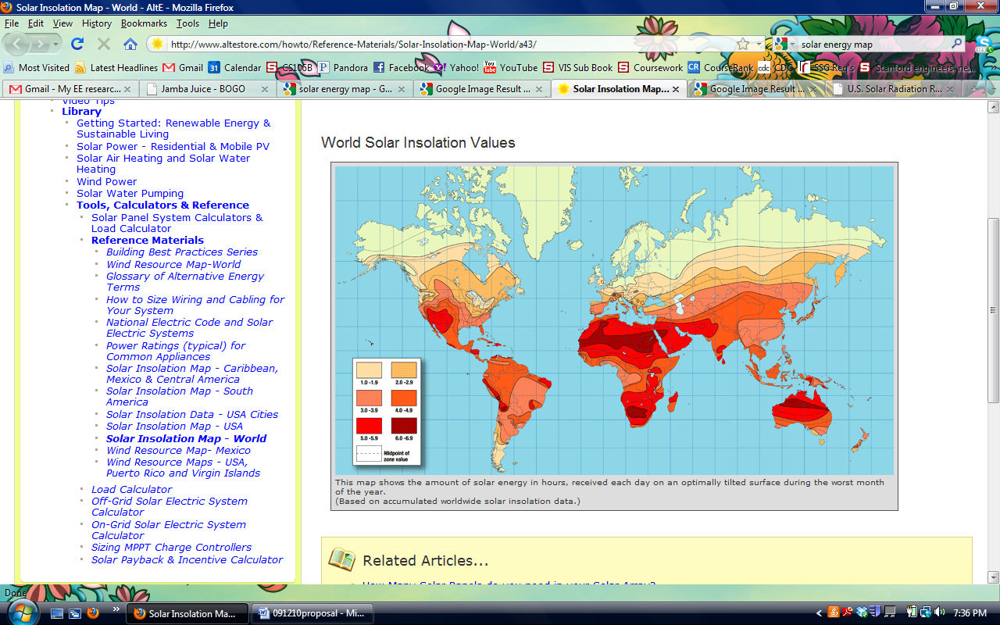 Solar Insolation Map - World - AltE - Mozilla Firefox
File Edit View History Bookmarks Tools Help
http://www.altestore.com/howto/Reference-Materials/Solar-Insolation-Map-World/a43/
solar energy map
Most Visited Latest Headlines Gmail Calendar CS106B Pandora Facebook Yahoo! YouTube VIS Sub Book Coursework CourseRank CDC SSG Req's Stanford engineers
Gmail - My EE researc... Jamba Juice - BOGO solar energy map - G... Google Image Result ... Solar Insolation Map... Google Image Result ... U.S. Solar Radiation R...
Video Tips
Library
Getting Started: Renewable Energy &
Sustainable Living
Solar Power - Residential & Mobile PV
Solar Air Heating and Solar Water
Heating
Wind Power
Solar Water Pumping
Tools, Calculators & Reference
Solar Panel System Calculators &
Load Calculator
Reference Materials
Building Best Practices Series
Wind Resource Map-World
Glossary of Alternative Energy
Terms
How to Size Wiring and Cabling for
Your System
National Electric Code and Solar
Electric Systems
Power Ratings (typical) for
Common Appliances
Solar Insolation Map - Caribbean,
Mexico & Central America
Solar Insolation Map - South
America
Solar Insolation Data - USA Cities
Solar Insolation Map - USA
Solar Insolation Map - World
Wind Resource Map- Mexico
Wind Resource Maps - USA,
Puerto Rico and Virgin Islands
Load Calculator
Off-Grid Solar Electric System
Calculator
On-Grid Solar Electric System
Calculator
Sizing MPPT Charge Controllers
Solar Payback & Incentive Calculator
World Solar Insolation Values
1.0 -1.9 2.0 -2.9
3.0 -3.9 4.0 -4.9
5.0 -5.9 6.0 -6.9
Midpoint of
zone value
This map shows the amount of solar energy in hours, received each day on an optimally tilted surface during the worst month
of the year.
(Based on accumulated worldwide solar insolation data.)
Related Articles...
How Many Solar Panels do you need in your Solar Array?
Done
Solar Insolation Ma... 091210proposal - Mi... 7:36 PM